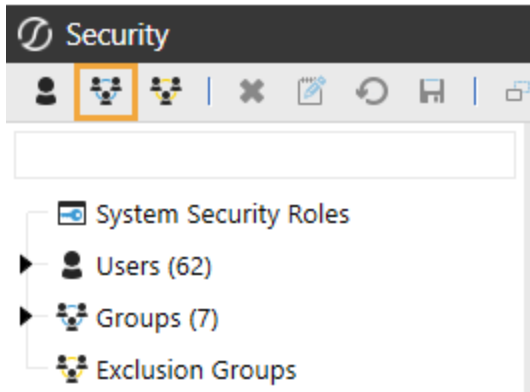 Security
System Security Roles
Users (62)
Groups (7)
Exclusion Groups